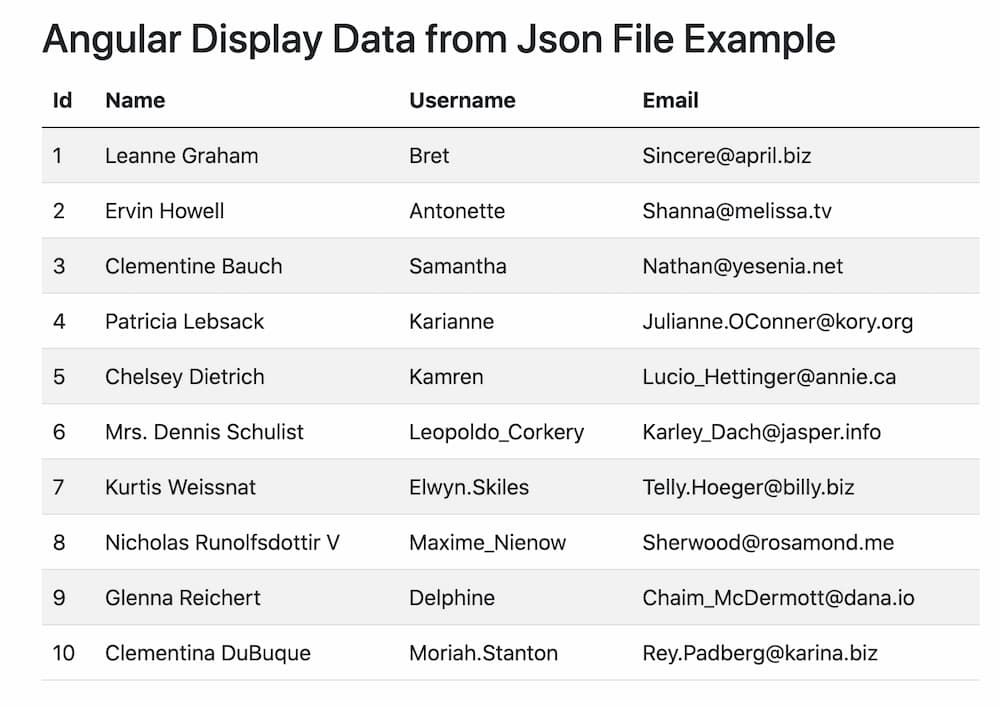 Angular Display Data from Json File Example
Id Name Username Email
1 Leanne Graham Bret Sincere@april.biz
2 Ervin Howell Antonette Shanna@melissa.tv
3 Clementine Bauch Samantha Nathan@yesenia.net
4 Patricia Lebsack Karianne Julianne.OConner@kory.org
5 Chelsey Dietrich Kamren Lucio_Hettinger@annie.ca
6 Mrs. Dennis Schulist Leopoldo_Corkery Karley_Dach@jasper.info
7 Kurtis Weissnat Elwyn.Skiles Telly.Hoeger@billy.biz
8 Nicholas Runolfsdottir V Maxime_Nienow Sherwood@rosamond.me
9 Glenna Reichert Delphine Chaim_McDermott@dana.io
10 Clementina DuBuque Moriah.Stanton Rey.Padberg@karina.biz